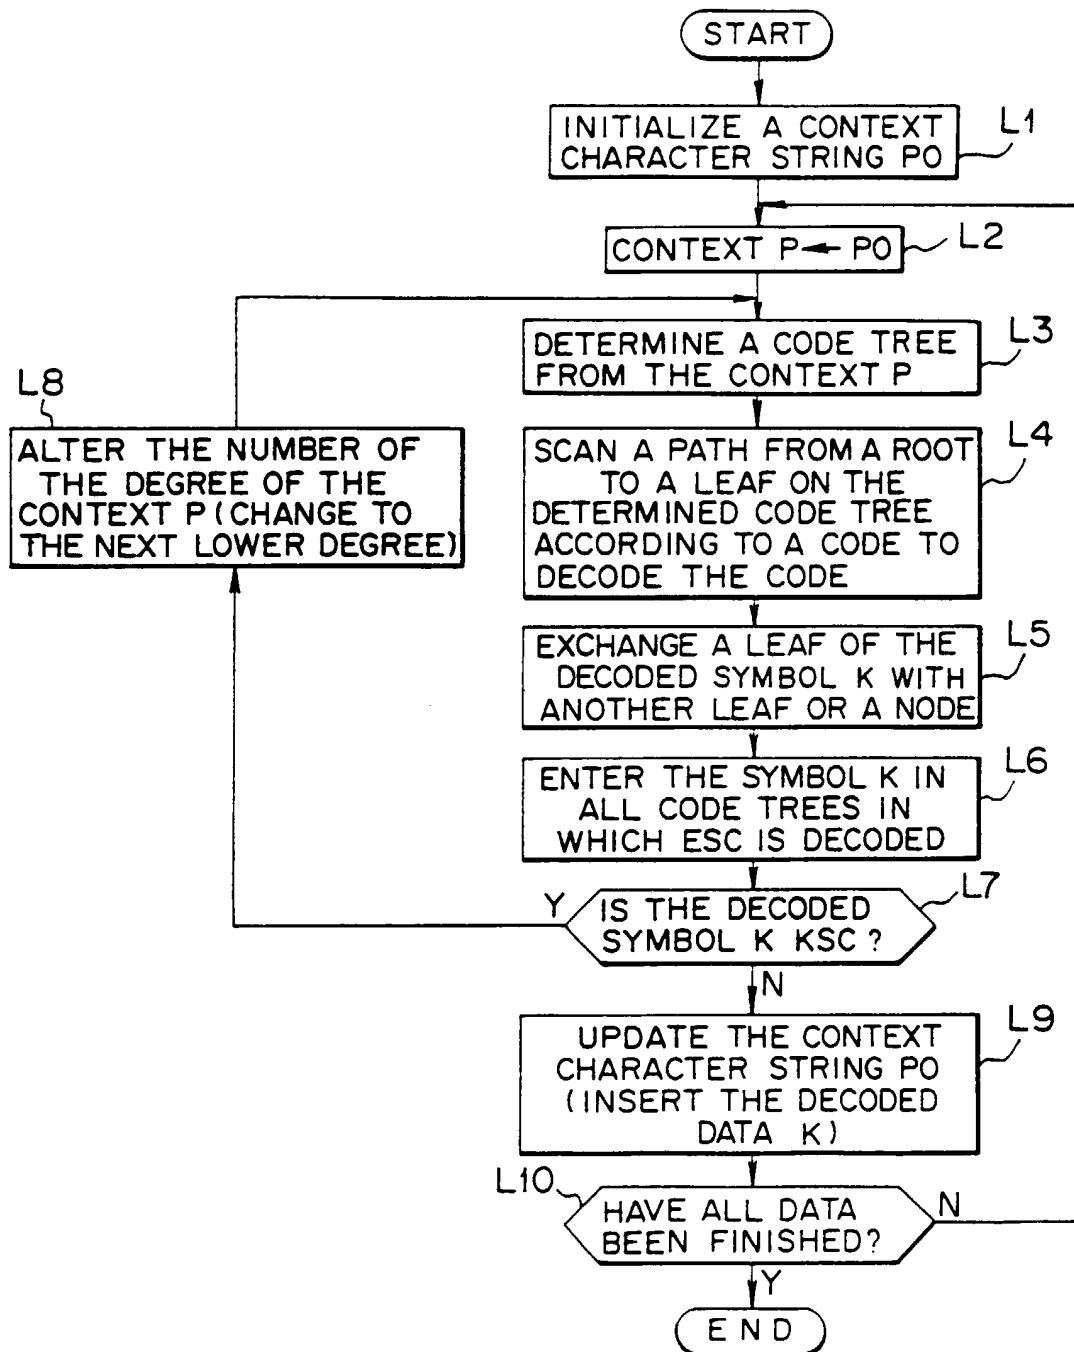 START
INITIALIZE A CONTEXT
CHARACTER STRING PO
L1
CONTEXT P ← PO
L2
DETERMINE A CODE TREE
FROM THE CONTEXT P
L3
L8
ALTER THE NUMBER OF
THE DEGREE OF THE
CONTEXT P (CHANGE TO
THE NEXT LOWER DEGREE)
SCAN A PATH FROM A ROOT
TO A LEAF ON THE
DETERMINED CODE TREE
ACCORDING TO A CODE TO
DECODE THE CODE
L4
EXCHANGE A LEAF OF THE
DECODED SYMBOL K WITH
ANOTHER LEAF OR A NODE
L5
ENTER THE SYMBOL K IN
ALL CODE TREES IN
WHICH ESC IS DECODED
L6
IS THE DECODED
SYMBOL K KSC?
L7
Y
N
UPDATE THE CONTEXT
CHARACTER STRING PO
(INSERT THE DECODED
DATA K)
L9
L10
HAVE ALL DATA
BEEN FINISHED?
N
Y
END